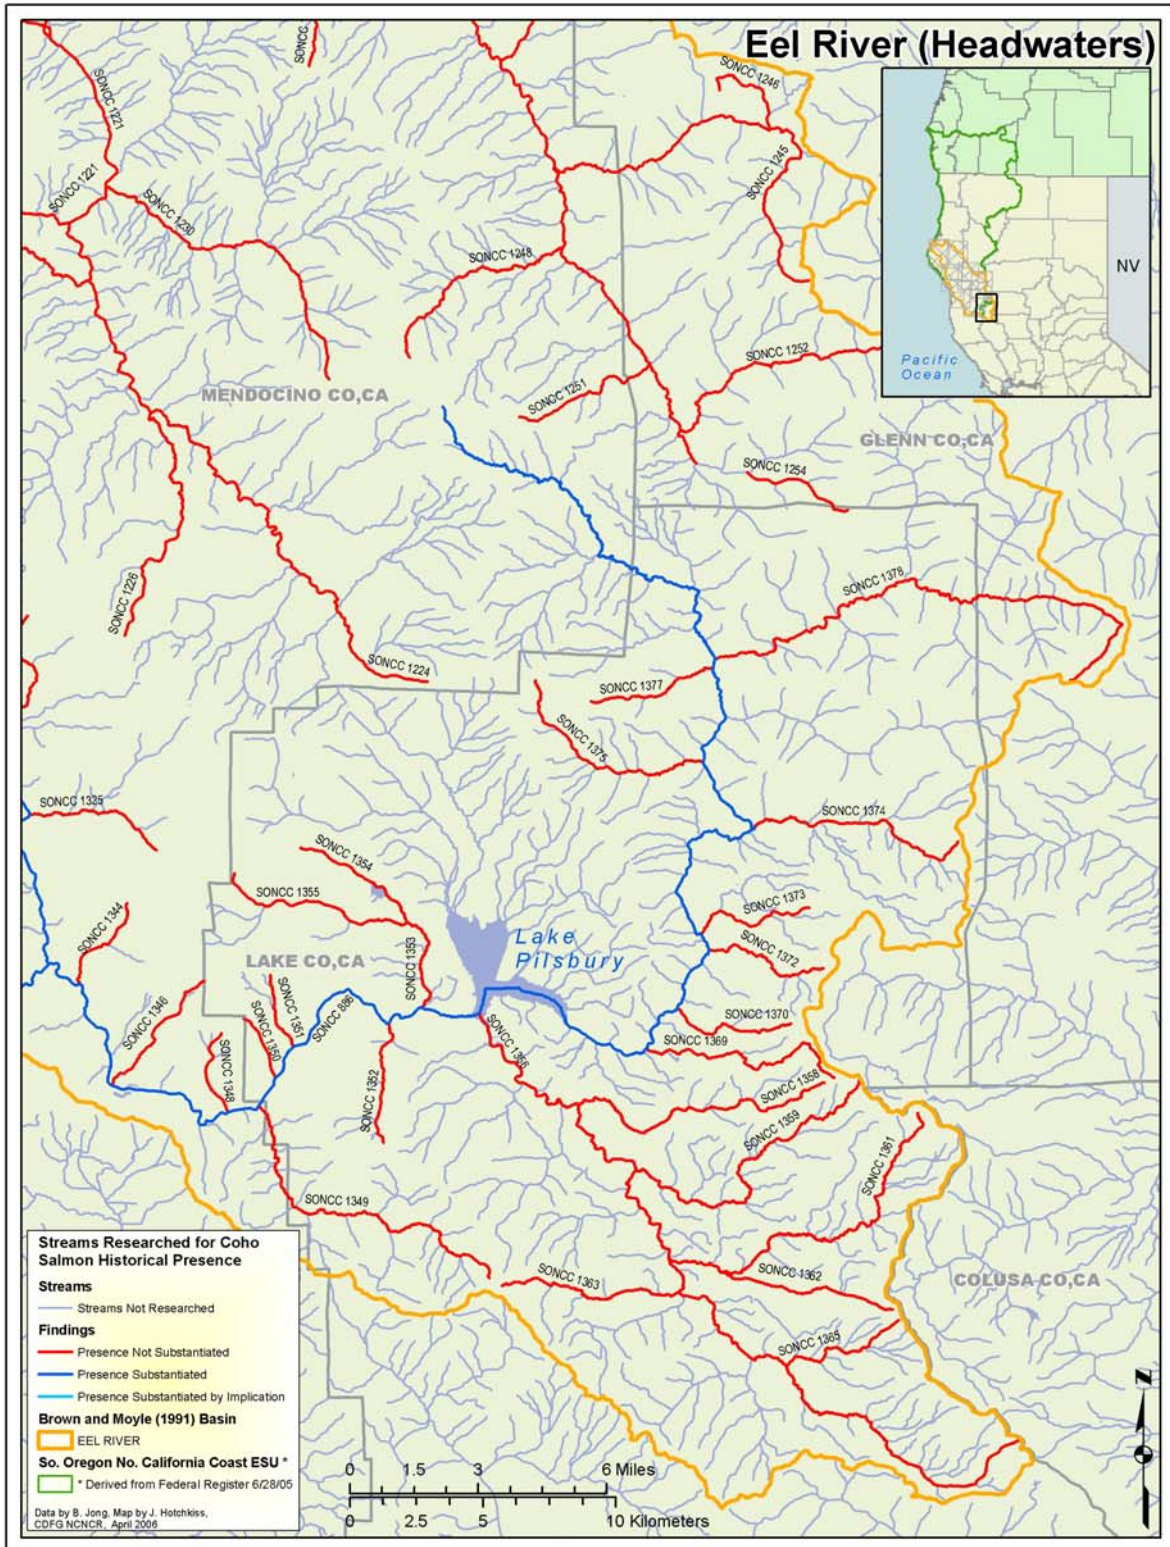 Eel River (Headwaters)
NV
Pacific
Ocean
SONCC
SONCC 1221
SONCC 1246
SONCC 1245
SONCC 1221
SONCC 1230
SONCC 1248
SONCC 1252
SONCC 1251
MENDOCINO CO,CA
GLENN CO,CA
SONCC 1254
SONCC 1378
SONCC 1226
SONCC 1224
SONCC 1377
SONCC 1375
SONCC 1325
SONCC 1374
SONCC 1354
SONCC 1355
SONCC 1373
SONCC 1344
SONCC 1353
Lake
Pilsbury
SONCC 1372
LAKE CO,CA
SONCC 1346
SONCC 1351
SONCC 886
SONCC 1350
SONCC 1370
SONCC 1369
SONCC 1348
SONCC 1352
SONCC 1356
SONCC 1358
SONCC 1359
SONCC 1361
SONCC 1349
SONCC 1363
SONCC 1362
COLUSA CO,CA
SONCC 1365
Streams Researched for Coho
Salmon Historical Presence
Streams
Streams Not Researched
Findings
Presence Not Substantiated
Presence Substantiated
Presence Substantiated by Implication
Brown and Moyle (1991) Basin
EEL RIVER
So. Oregon No. California Coast ESU *
* Derived from Federal Register 6/28/05
Data by B. Jong, Map by J. Hotchkiss,
CDFG NCNCR, April 2006
0 1.5 3 6 Miles
0 2.5 5 10 Kilometers
N